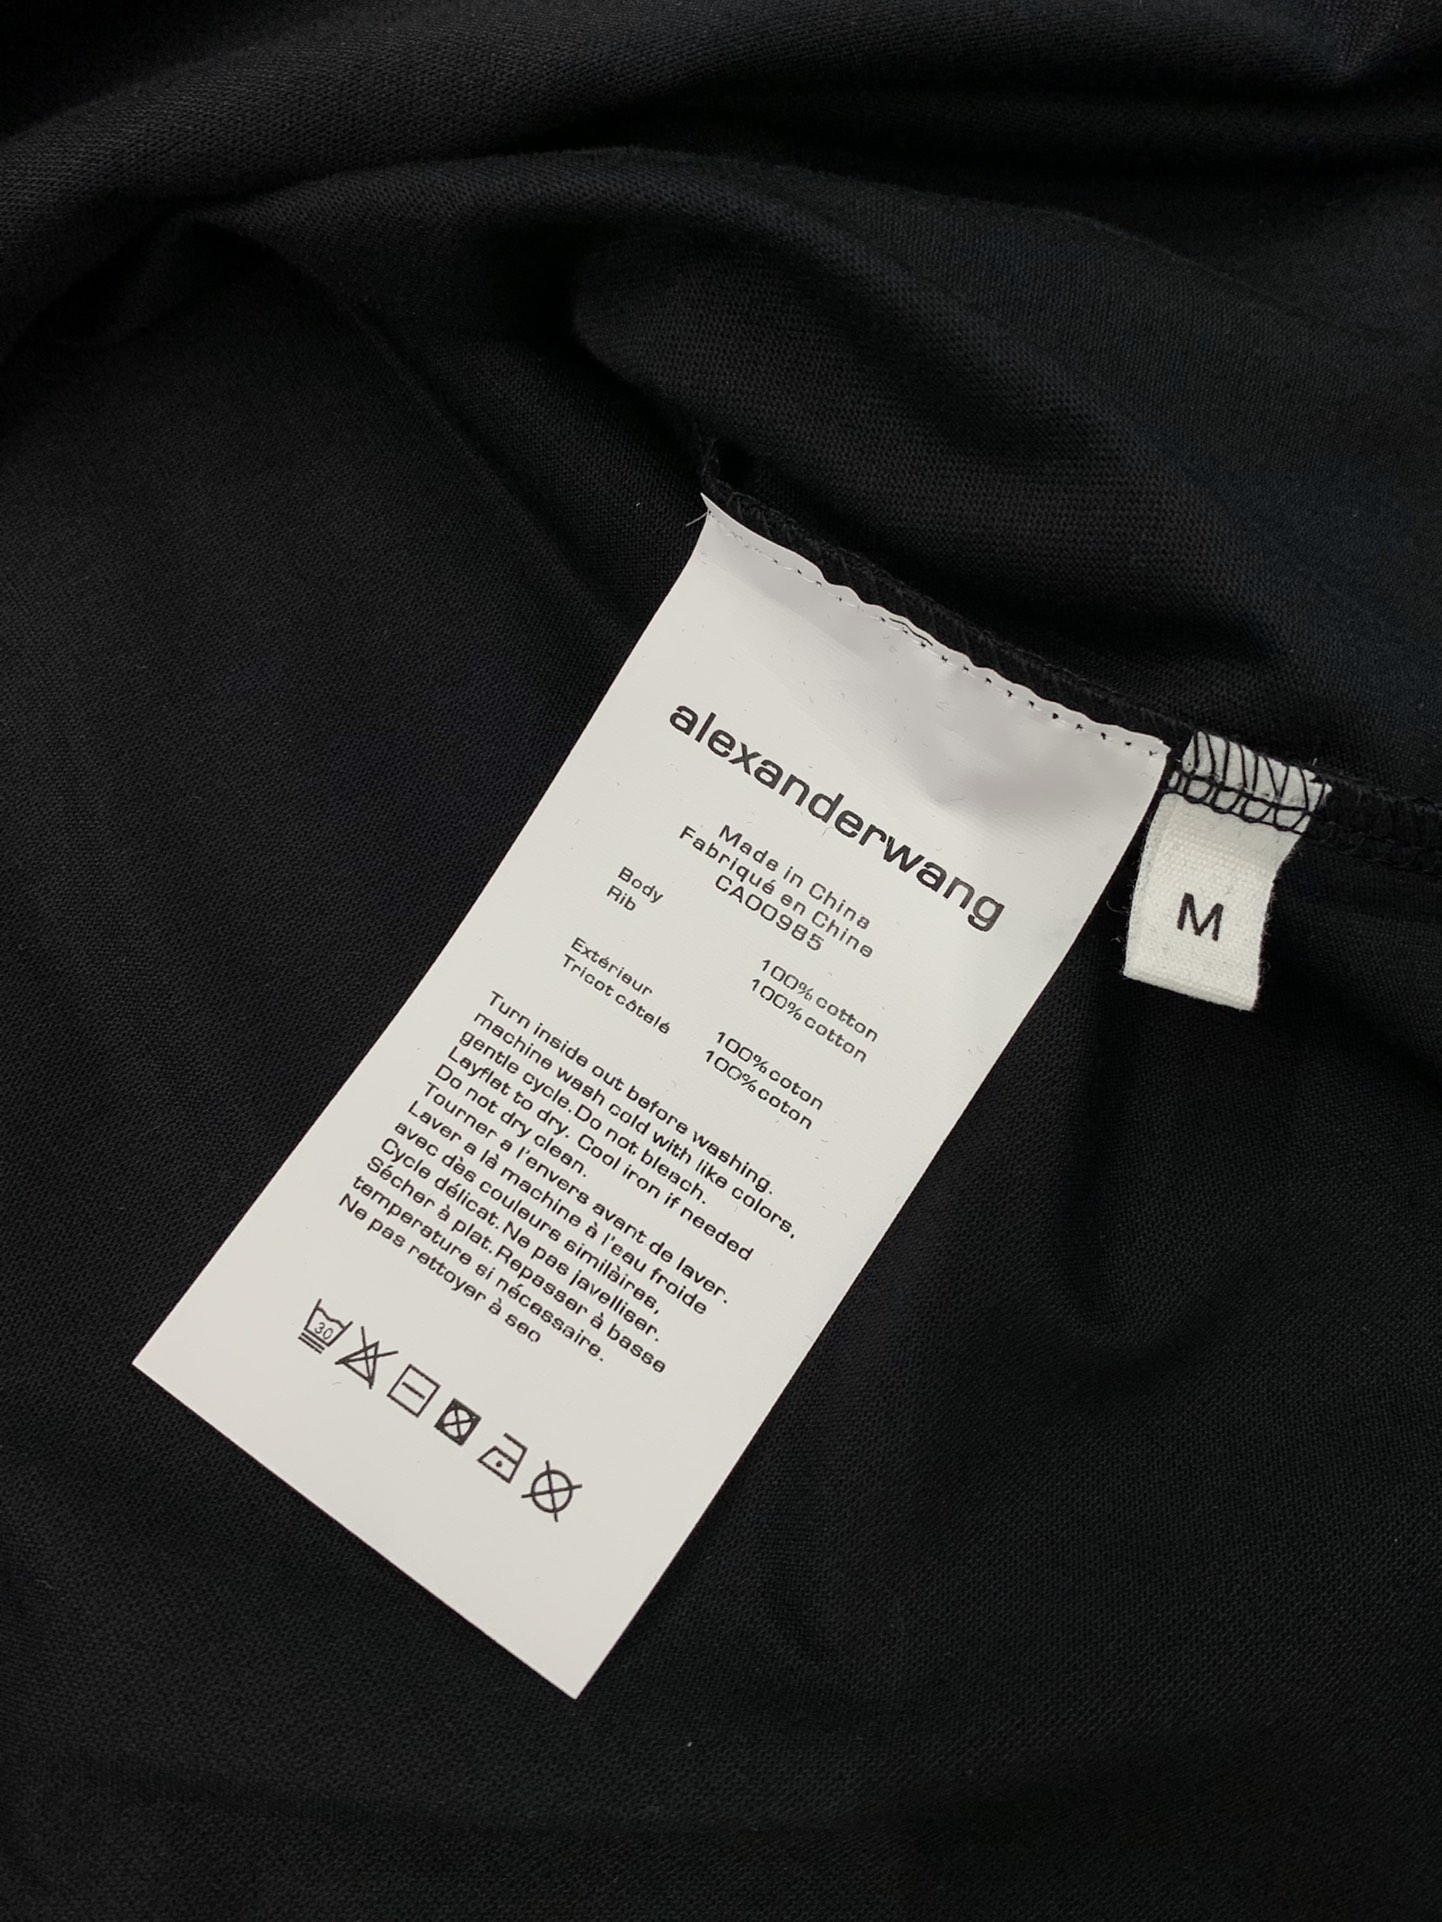 alexanderwang
Made in China
Fabriqué en Chine
CA00985
Body 100% cotton
Rib 100% cotton
Extérieur 100% coton
Tricot côtelé 100% coton
Turn inside out before washing.
machine wash cold with like colors,
gentle cycle. Do not bleach.
Layflat to dry. Cool iron if needed
Do not dry clean.
Tourner a l'envers avant de laver.
Laver a là machine à l'eau froide
avec dès couleurs similàires,
Cycle délicat. Ne pas javelliser.
Sécher à plat. Repasser à basse
température si nécessaire.
Ne pas rettoyer à seo
30
M